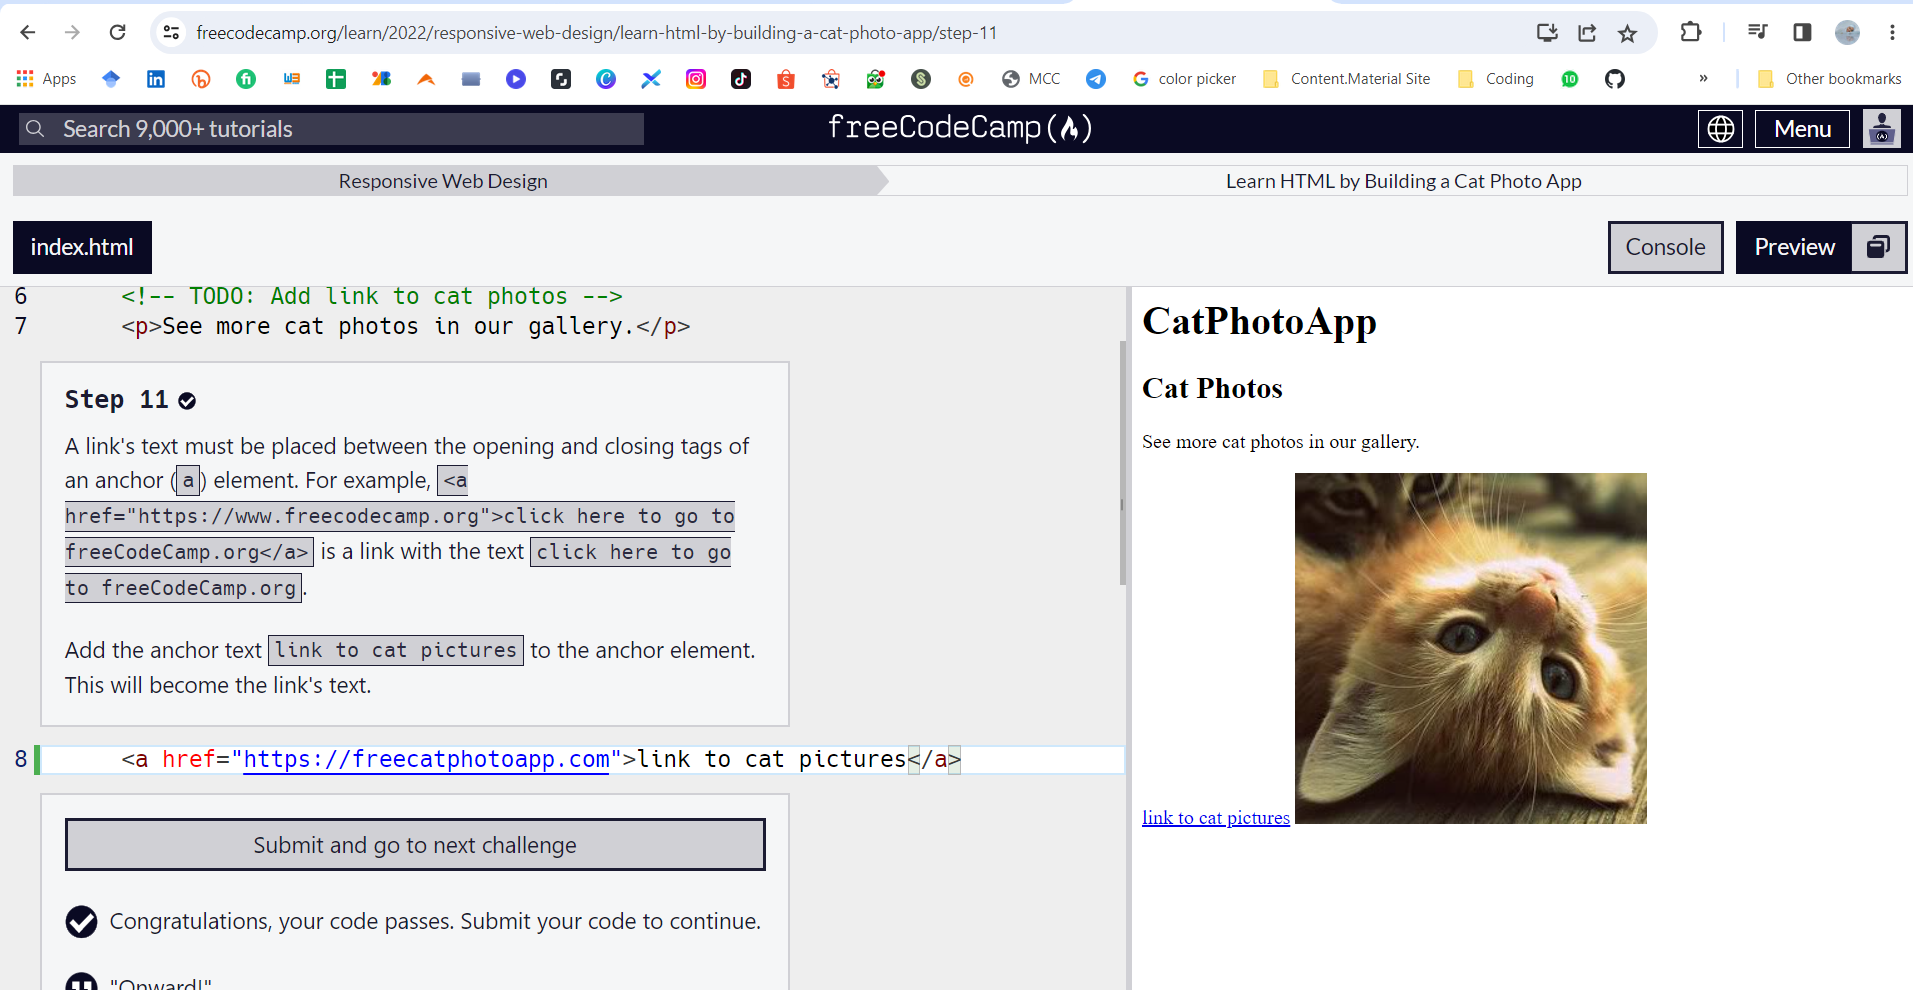 freecodecamp.org/learn/2022/responsive-web-design/learn-html-by-building-a-cat-photo-app/step-11
Apps
MCC
color picker
Content.Material Site
Coding
10
»
Other bookmarks
Search 9,000+ tutorials
freeCodeCamp(🔥)
Menu
Responsive Web Design
Learn HTML by Building a Cat Photo App
index.html
Console
Preview
6 <!-- TODO: Add link to cat photos -->
7 <p>See more cat photos in our gallery.</p>
Step 11
A link's text must be placed between the opening and closing tags of
an anchor (a) element. For example, <a
href="https://www.freecodecamp.org">click here to go to
freeCodeCamp.org</a> is a link with the text click here to go
to freeCodeCamp.org.
Add the anchor text link to cat pictures to the anchor element.
This will become the link's text.
8 <a href="https://freecatphotoapp.com">link to cat pictures</a>
Submit and go to next challenge
Congratulations, your code passes. Submit your code to continue.
"Onward!"
CatPhotoApp
Cat Photos
See more cat photos in our gallery.
link to cat pictures